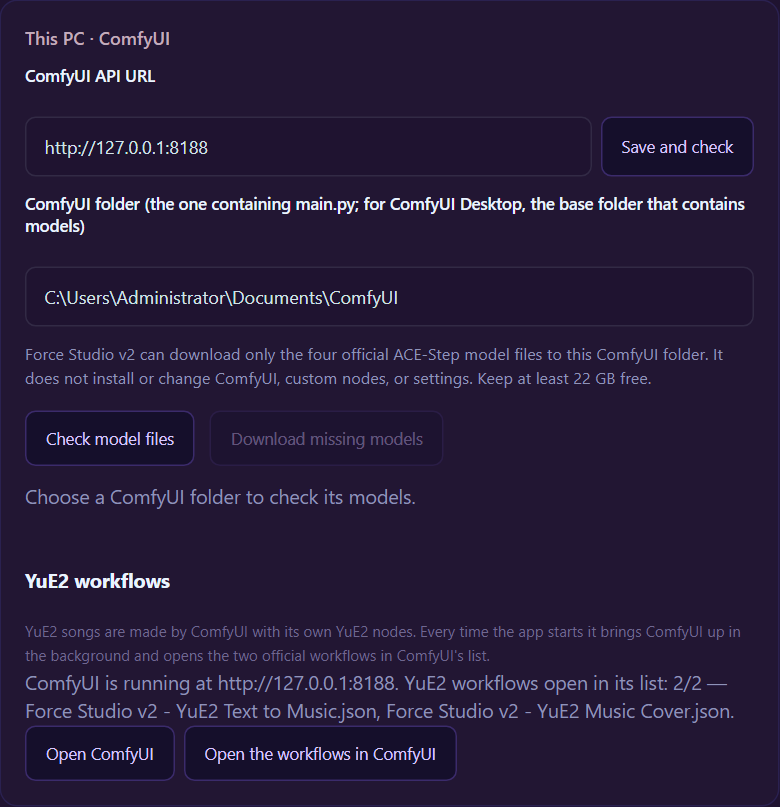 This PC · ComfyUI
ComfyUI API URL
http://127.0.0.1:8188
Save and check
ComfyUI folder (the one containing main.py; for ComfyUI Desktop, the base folder that contains
models)
C:\Users\Administrator\Documents\ComfyUI
Force Studio v2 can download only the four official ACE-Step model files to this ComfyUI folder. It
does not install or change ComfyUI, custom nodes, or settings. Keep at least 22 GB free.
Check model files
Download missing models
Choose a ComfyUI folder to check its models.
YuE2 workflows
YuE2 songs are made by ComfyUI with its own YuE2 nodes. Every time the app starts it brings ComfyUI up in
the background and opens the two official workflows in ComfyUI's list.
ComfyUI is running at http://127.0.0.1:8188. YuE2 workflows open in its list: 2/2 —
Force Studio v2 - YuE2 Text to Music.json, Force Studio v2 - YuE2 Music Cover.json.
Open ComfyUI
Open the workflows in ComfyUI